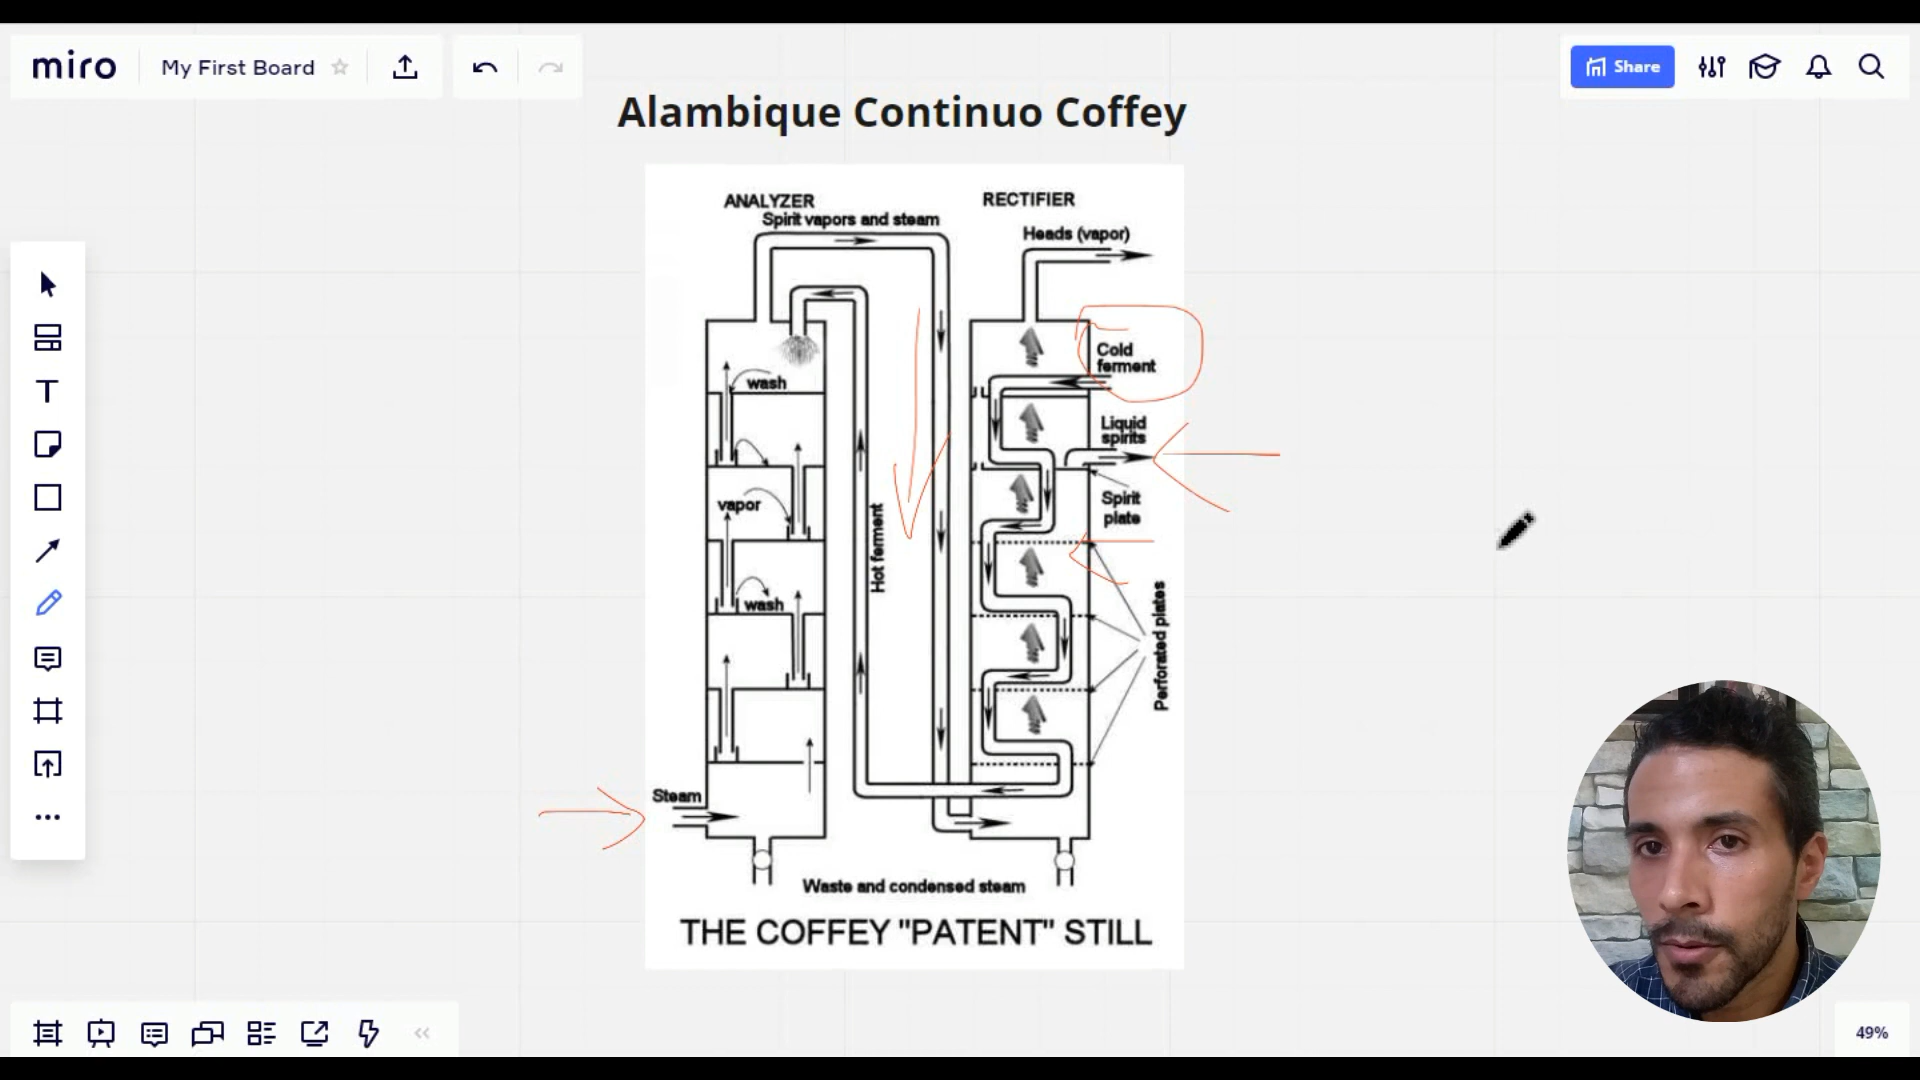 miro
My First Board
Share
Alambique Continuo Coffey
ANALYZER
RECTIFIER
Spirit vapors and steam
Heads (vapor)
Cold
ferment
wash
Liquid
spirits
Spirit
plate
vapor
Hot ferment
wash
Perforated plates
Steam
Waste and condensed steam
THE COFFEY "PATENT" STILL
49%